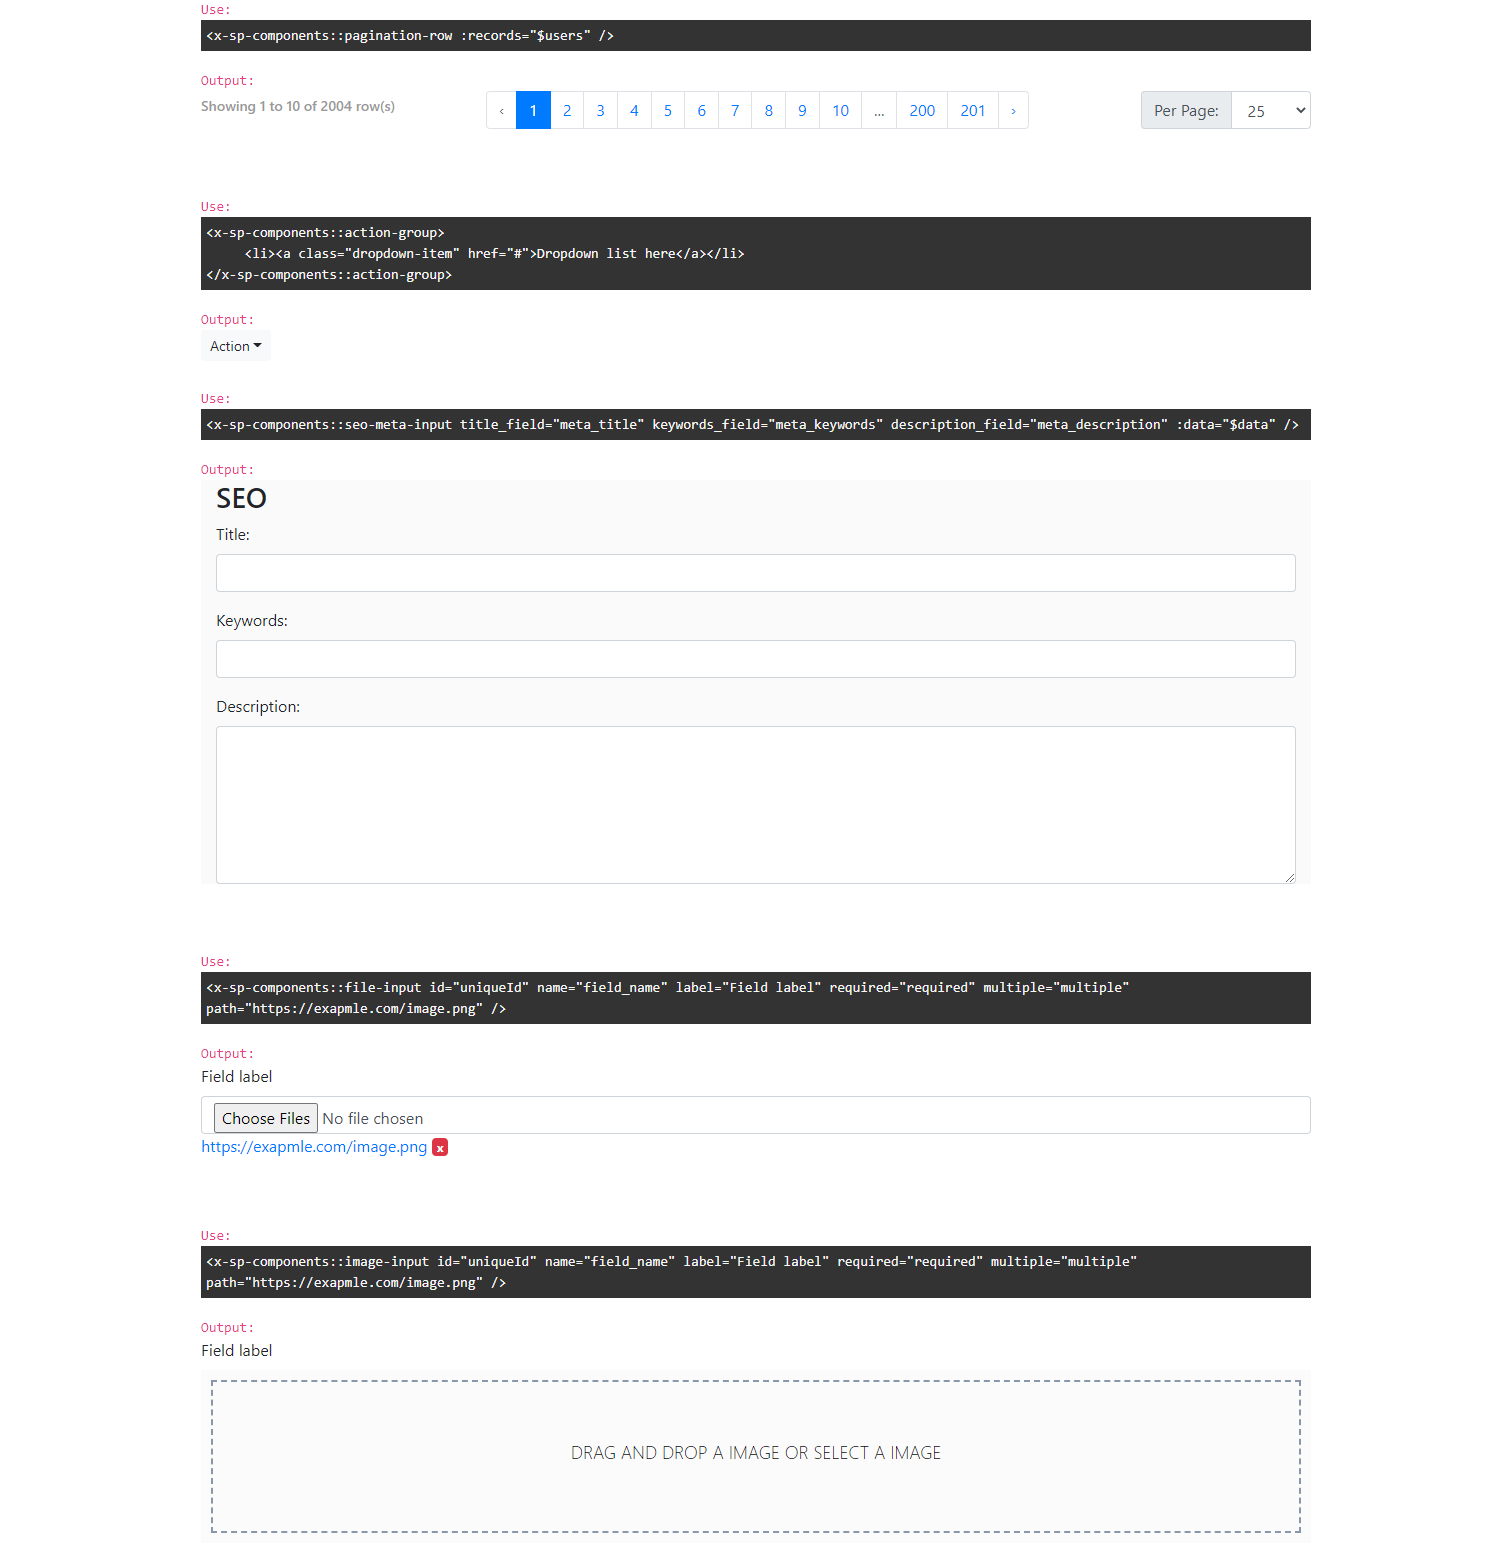 Use:
<x-sp-components::pagination-row :records="$users" />
Output:
Showing 1 to 10 of 2004 row(s)
‹ 1 2 3 4 5 6 7 8 9 10 ... 200 201 ›
Per Page: 25
Use:
<x-sp-components::action-group>
<li><a class="dropdown-item" href="#">Dropdown list here</a></li>
</x-sp-components::action-group>
Output:
Action
Use:
<x-sp-components::seo-meta-input title_field="meta_title" keywords_field="meta_keywords" description_field="meta_description" :data="$data" />
Output:
SEO
Title:
Keywords:
Description:
Use:
<x-sp-components::file-input id="uniqueId" name="field_name" label="Field label" required="required" multiple="multiple"
path="https://exapmle.com/image.png" />
Output:
Field label
Choose Files No file chosen
https://exapmle.com/image.png x
Use:
<x-sp-components::image-input id="uniqueId" name="field_name" label="Field label" required="required" multiple="multiple"
path="https://exapmle.com/image.png" />
Output:
Field label
DRAG AND DROP A IMAGE OR SELECT A IMAGE